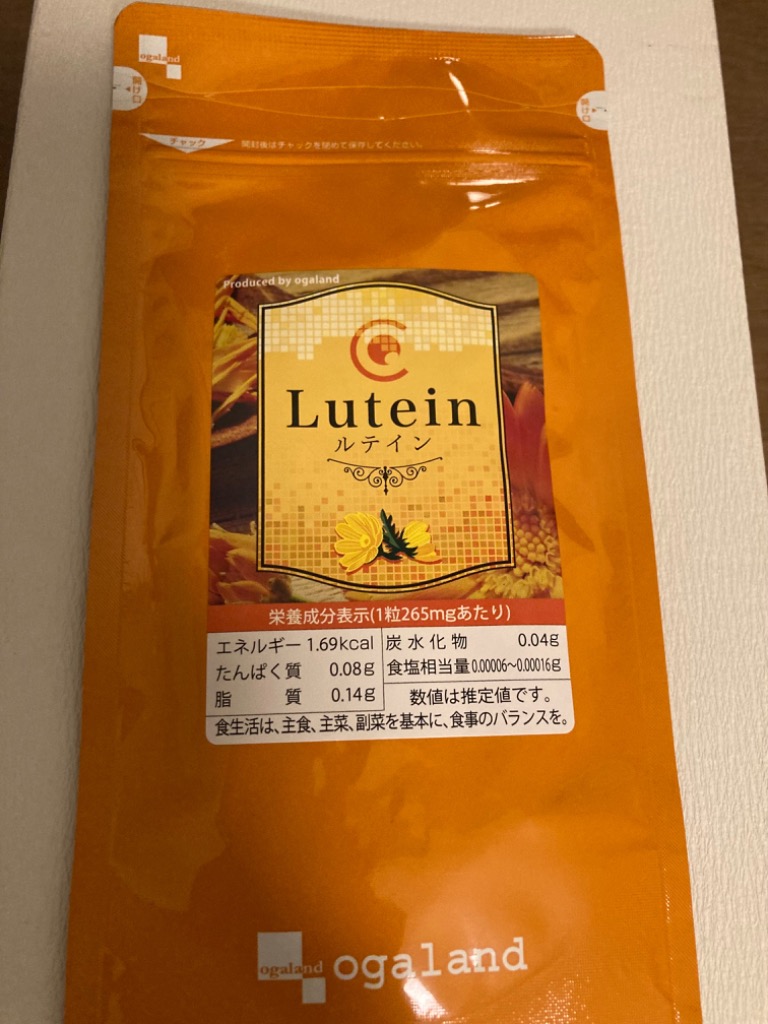 ogaland
開け口
開け口
チャック
開封後はチャックを閉めて保存してください。
Produced by ogaland
Lutein
ルテイン
栄養成分表示(1粒265mgあたり)
エネルギー 1.69kcal 炭水化物 0.04g
たんぱく質 0.08g 食塩相当量 0.00006~0.00016g
脂質 0.14g 数値は推定値です。
食生活は、主食、主菜、副菜を基本に、食事のバランスを。
ogaland ogaland